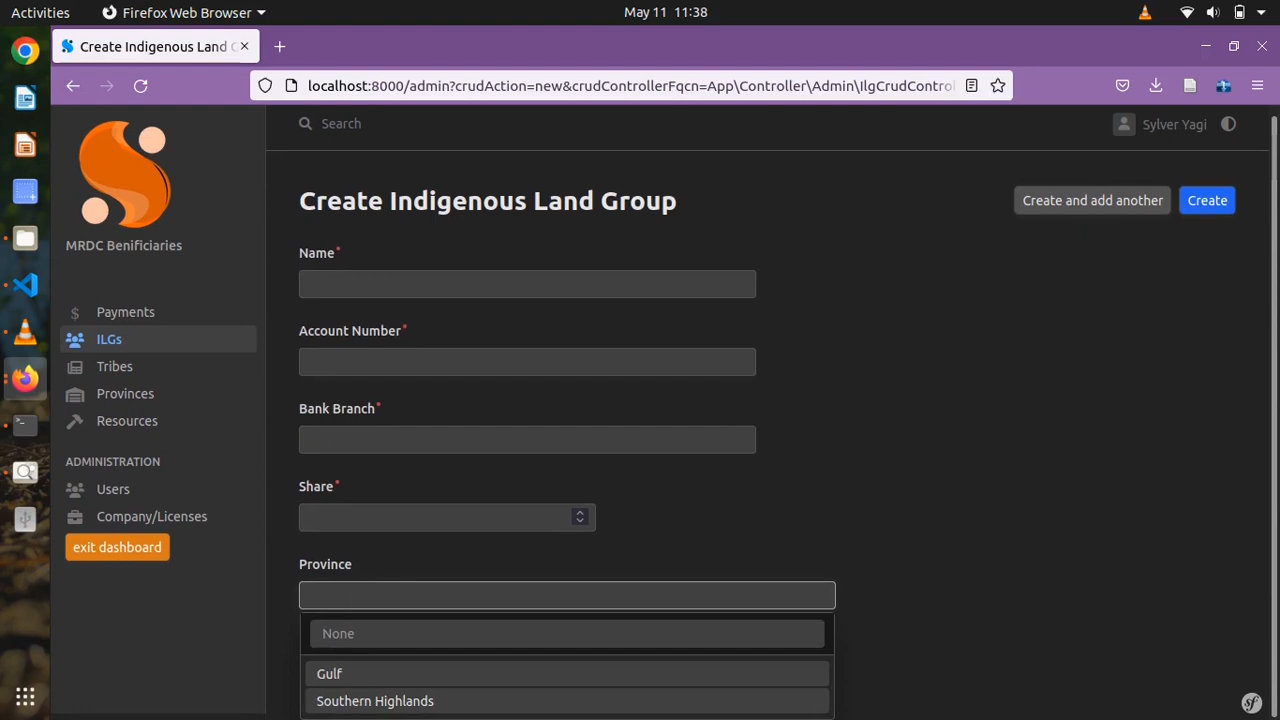 Activities
Firefox Web Browser
May 11 11:38
Create Indigenous Land G
localhost:8000/admin?crudAction=new&crudControllerFqcn=App\Controller\Admin\IlgCrudControl
Search
Sylver Yagi
MRDC Benificiaries
Payments
ILGs
Tribes
Provinces
Resources
ADMINISTRATION
Users
Company/Licenses
exit dashboard
Create Indigenous Land Group
Create and add another
Create
Name*
Account Number*
Bank Branch*
Share*
Province
None
Gulf
Southern Highlands